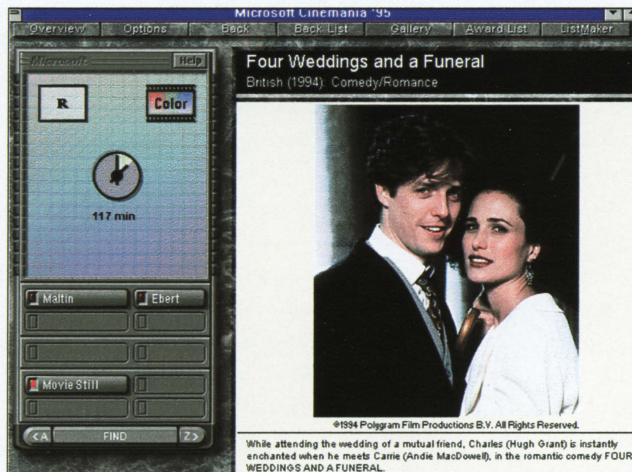 Microsoft Cinemania '95
Overview Options Back Back List Gallery Award List ListMaker
Microsoft Help
Four Weddings and a Funeral
British (1994): Comedy/Romance
R Color
117 min
Maltin Ebert
Movie Still
<A FIND Z>
©1994 Polygram Film Productions B.V. All Rights Reserved.
While attending the wedding of a mutual friend, Charles (Hugh Grant) is instantly
enchanted when he meets Carrie (Andie MacDowell), in the romantic comedy FOUR
WEDDINGS AND A FUNERAL.